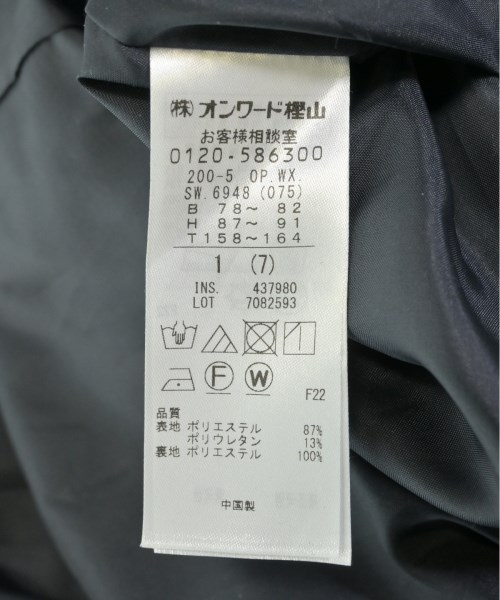 ㈱オンワード樫山
お客様相談室
0120-586300
200-5 OP.WX.
SW.6948 (075)
B 78～ 82
H 87～ 91
T 158～164
1 (7)
INS. 437980
LOT 7082593
F W
F22
品質
表地 ポリエステル 87%
ポリウレタン 13%
裏地 ポリエステル 100%
中国製